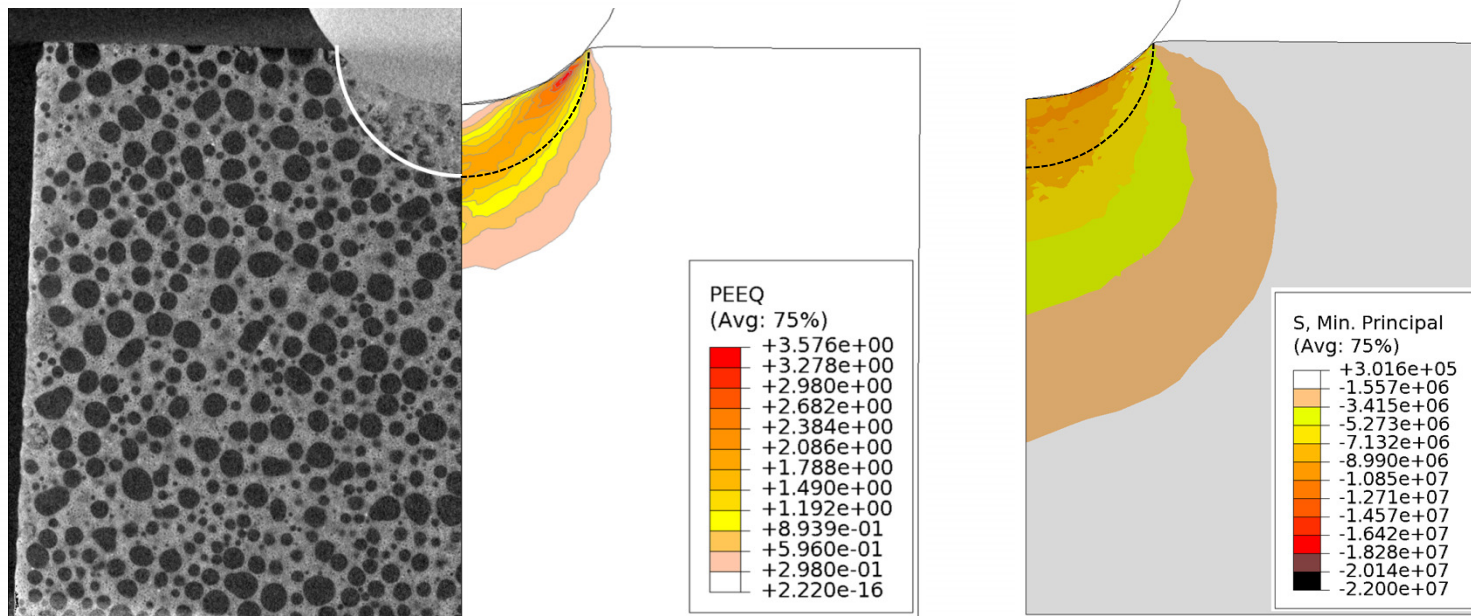 PEEQ
(Avg: 75%)
+3.576e+00
+3.278e+00
+2.980e+00
+2.682e+00
+2.384e+00
+2.086e+00
+1.788e+00
+1.490e+00
+1.192e+00
+8.939e-01
+5.960e-01
+2.980e-01
+2.220e-16
S, Min. Principal
(Avg: 75%)
+3.016e+05
-1.557e+06
-3.415e+06
-5.273e+06
-7.132e+06
-8.990e+06
-1.085e+07
-1.271e+07
-1.457e+07
-1.642e+07
-1.828e+07
-2.014e+07
-2.200e+07